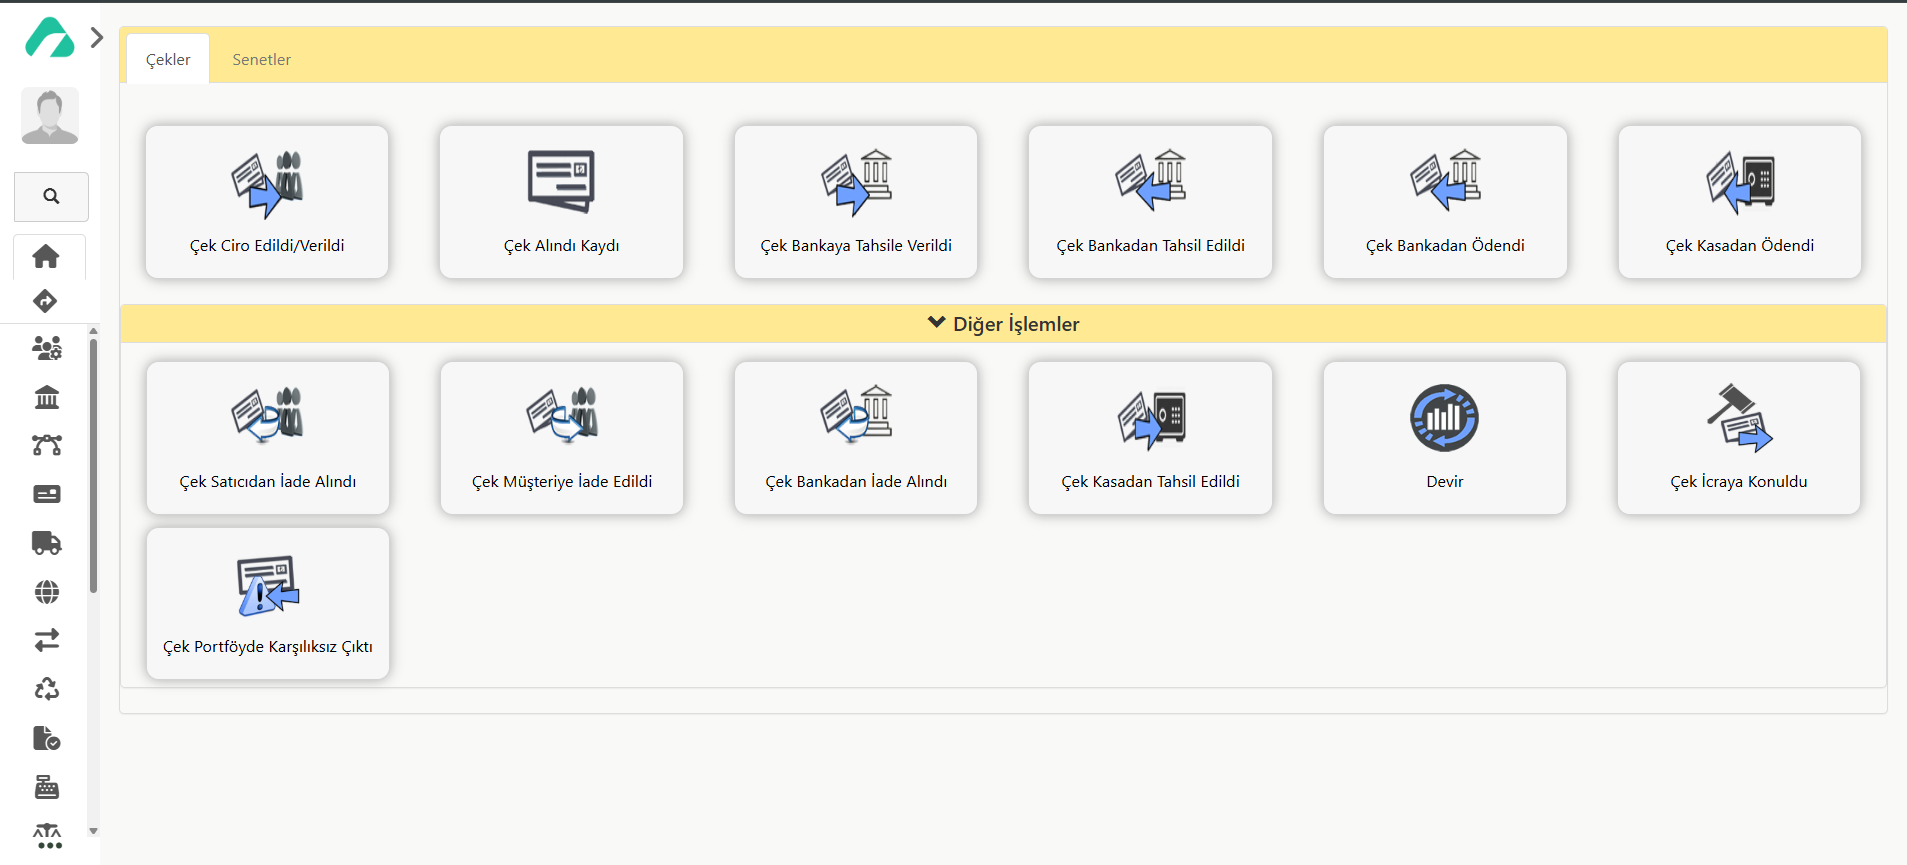 Çekler
Senetler
Çek Ciro Edildi/Verildi
Çek Alındı Kaydı
Çek Bankaya Tahsile Verildi
Çek Bankadan Tahsil Edildi
Çek Bankadan Ödendi
Çek Kasadan Ödendi
Diğer İşlemler
Çek Satıcıdan İade Alındı
Çek Müşteriye İade Edildi
Çek Bankadan İade Alındı
Çek Kasadan Tahsil Edildi
Devir
Çek İcraya Konuldu
Çek Portföyde Karşılıksız Çıktı